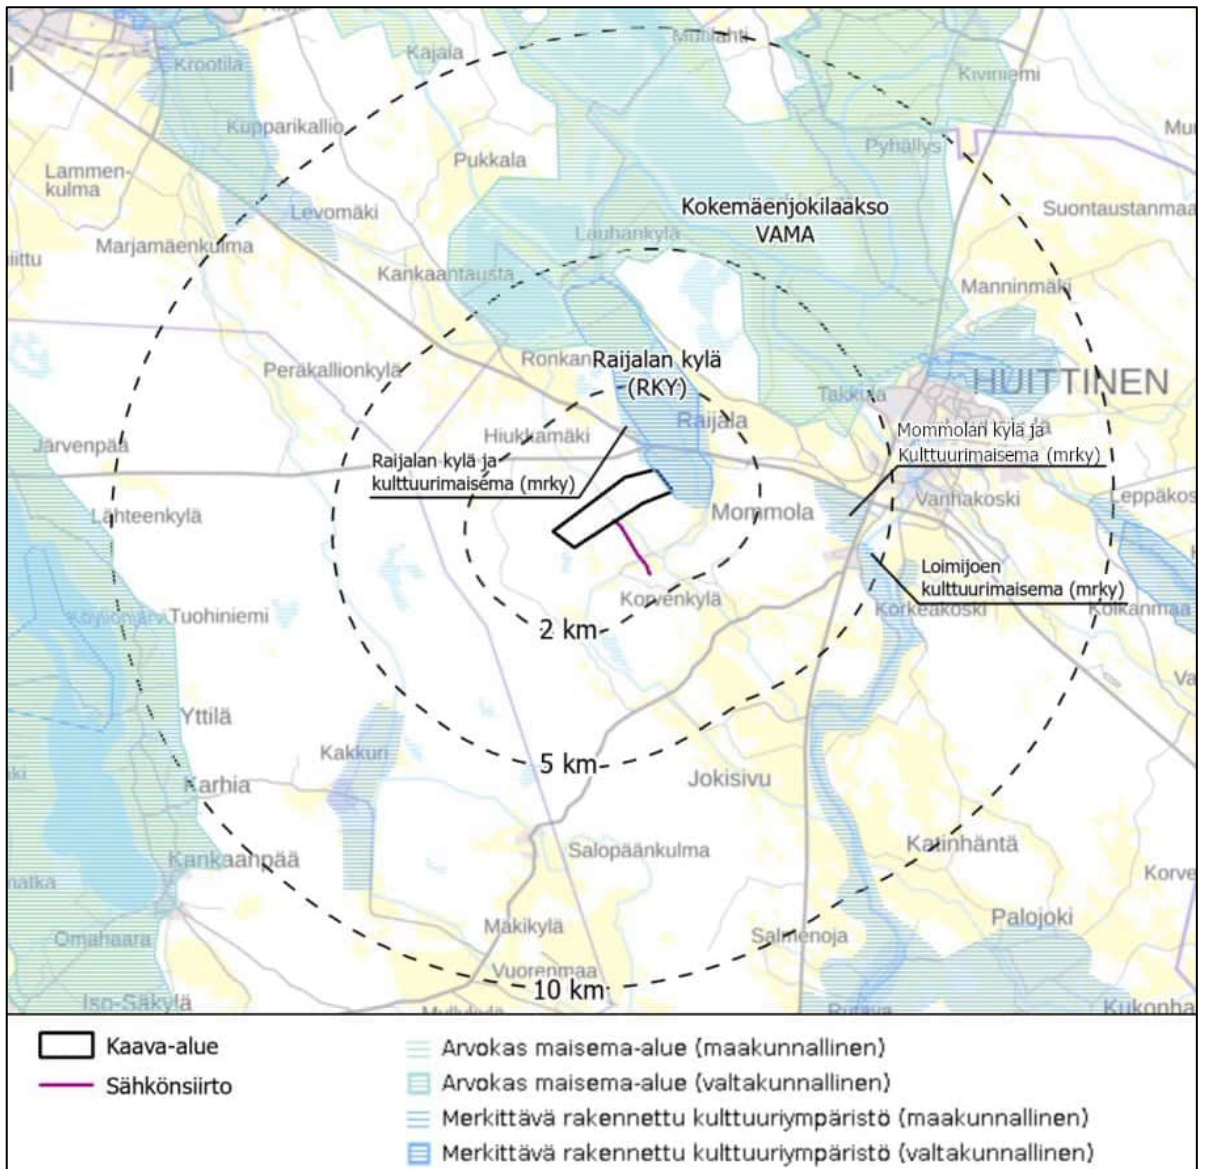 Krootila
Kajala
Mutilahti
Kiviniemi
Kupparikallio
Pukkala
Pyhällys
Lammen-
kulma
Levomäki
Kokemäenjokilaakso
VAMA
Suontaustanmaa
Marjamäenkulma
Lauhankylä
Kankaantausta
Manninmäki
Peräkallionkylä
Ronkan
Raijalan kylä
(RKY)
HUITTINEN
Takkula
Raijala
Hiukkamäki
Järvenpää
Raijalan kylä ja
kulttuurimaisema (mrky)
Mommolan kylä ja
Kulttuurimaisema (mrky)
Lähteenkylä
Mommola
Vanhakoski
Leppäkos
Loimijoen
kulttuurimaisema (mrky)
Korvenkylä
Korkeakoski
Kolkanmaa
Köyliönjärvi
Tuohiniemi
2 km
Yttilä
Kakkuri
5 km
Jokisivu
Karhia
Kankaanpää
Salopäänkulma
Katinhäntä
Korve
Mäkikylä
Palojoki
Omahaara
Salmenoja
Vuorenmaa
10 km
Iso-Säkylä
Kukonha
Kaava-alue
Sähkönsiirto
Arvokas maisema-alue (maakunnallinen)
Arvokas maisema-alue (valtakunnallinen)
Merkittävä rakennettu kulttuuriympäristö (maakunnallinen)
Merkittävä rakennettu kulttuuriympäristö (valtakunnallinen)